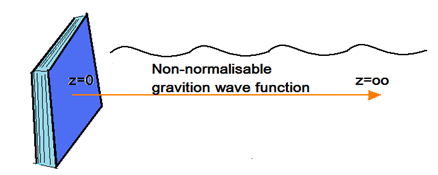 z=0
Non-normalisable
gravition wave function
z=oo